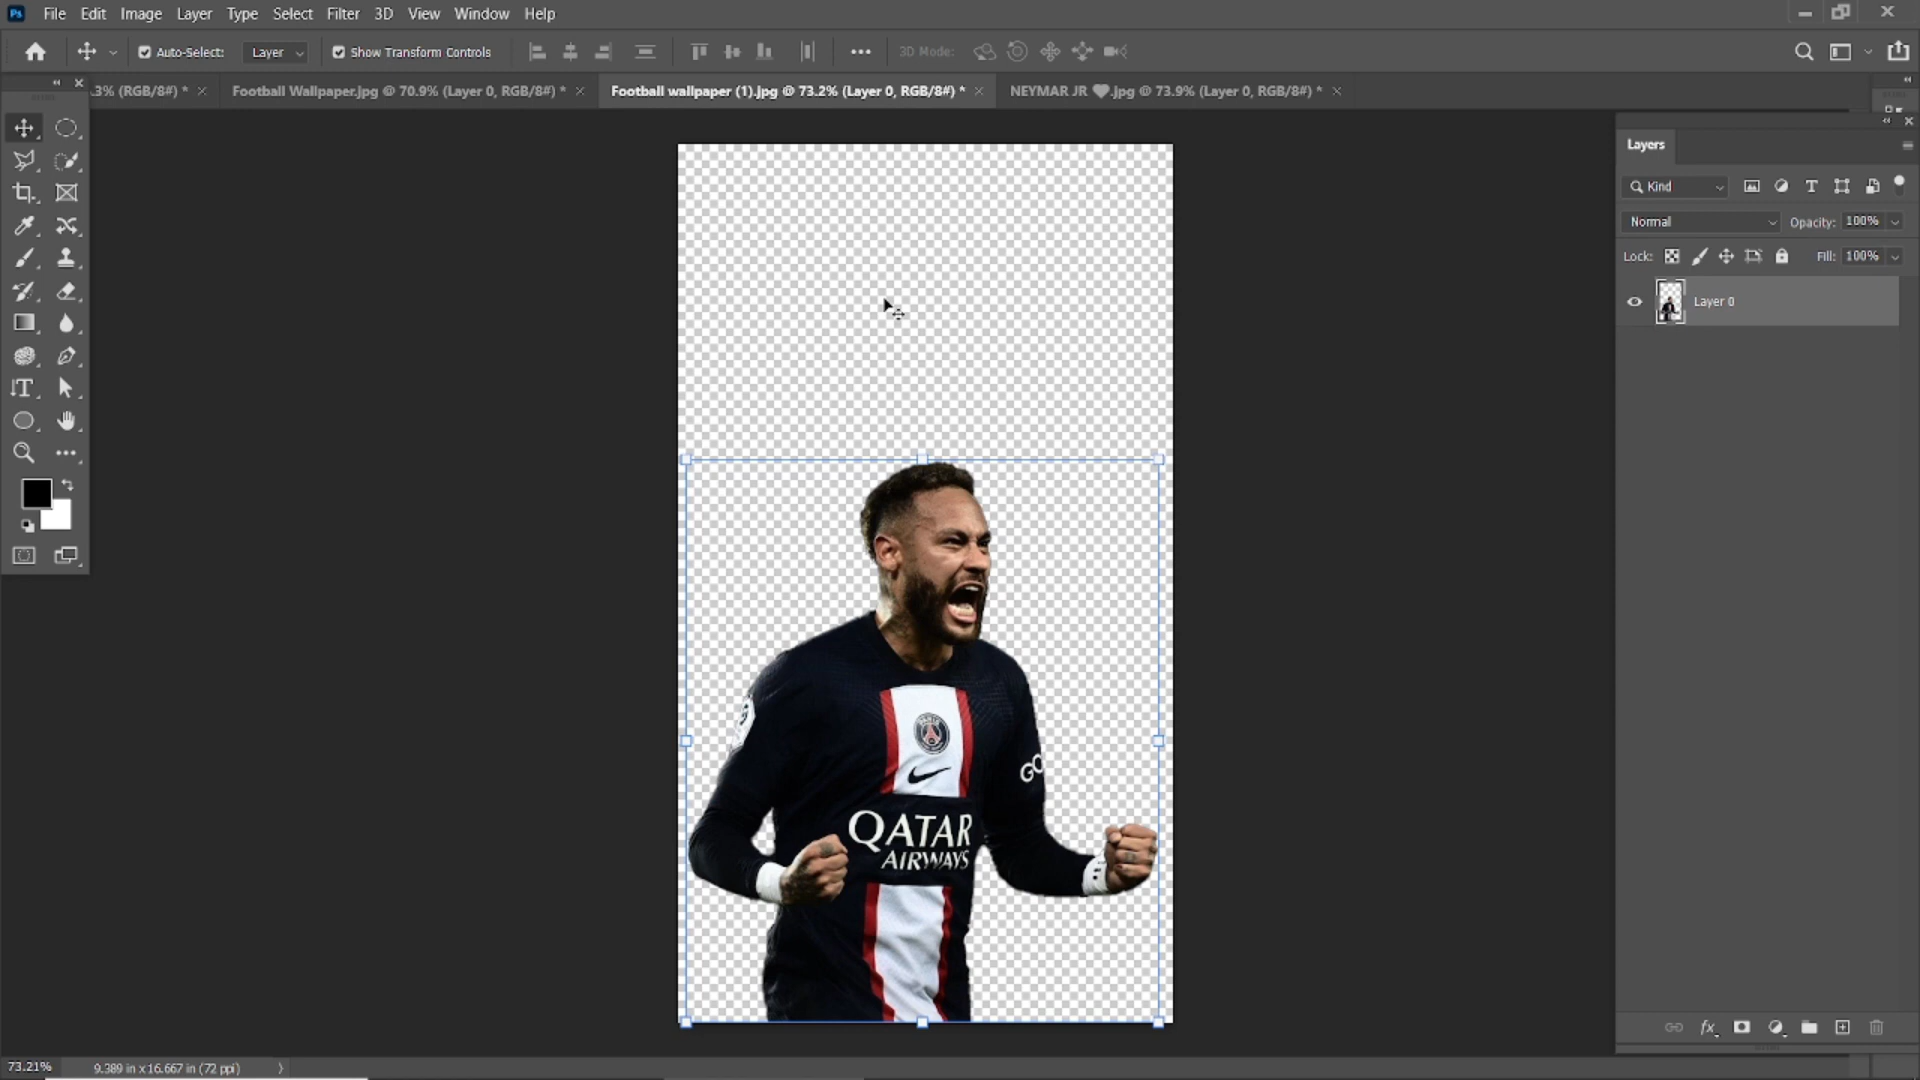 Ps File Edit Image Layer Type Select Filter 3D View Window Help
Auto-Select: Layer Show Transform Controls 3D Mode:
.3% (RGB/8#) * Football Wallpaper.jpg @ 70.9% (Layer 0, RGB/8#) * Football wallpaper (1).jpg @ 73.2% (Layer 0, RGB/8#) * NEYMAR JR 🖤.jpg @ 73.9% (Layer 0, RGB/8#) *
Layers
Kind
Normal Opacity: 100%
Lock: Fill: 100%
Layer 0
GO
QATAR
AIRWAYS
73.21% 9.389 in x 16.667 in (72 ppi)